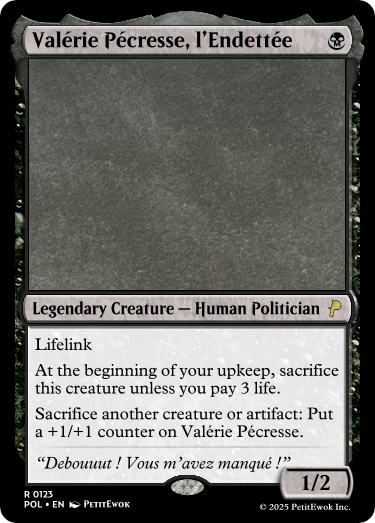 Valérie Pécresse, l'Endettée
Legendary Creature — Human Politician
Lifelink
At the beginning of your upkeep, sacrifice
this creature unless you pay 3 life.
Sacrifice another creature or artifact: Put
a +1/+1 counter on Valérie Pécresse.
“Debouuut ! Vous m’avez manqué !”
1/2
R 0123
POL • EN PetitEwok
© 2025 PetitEwok Inc.